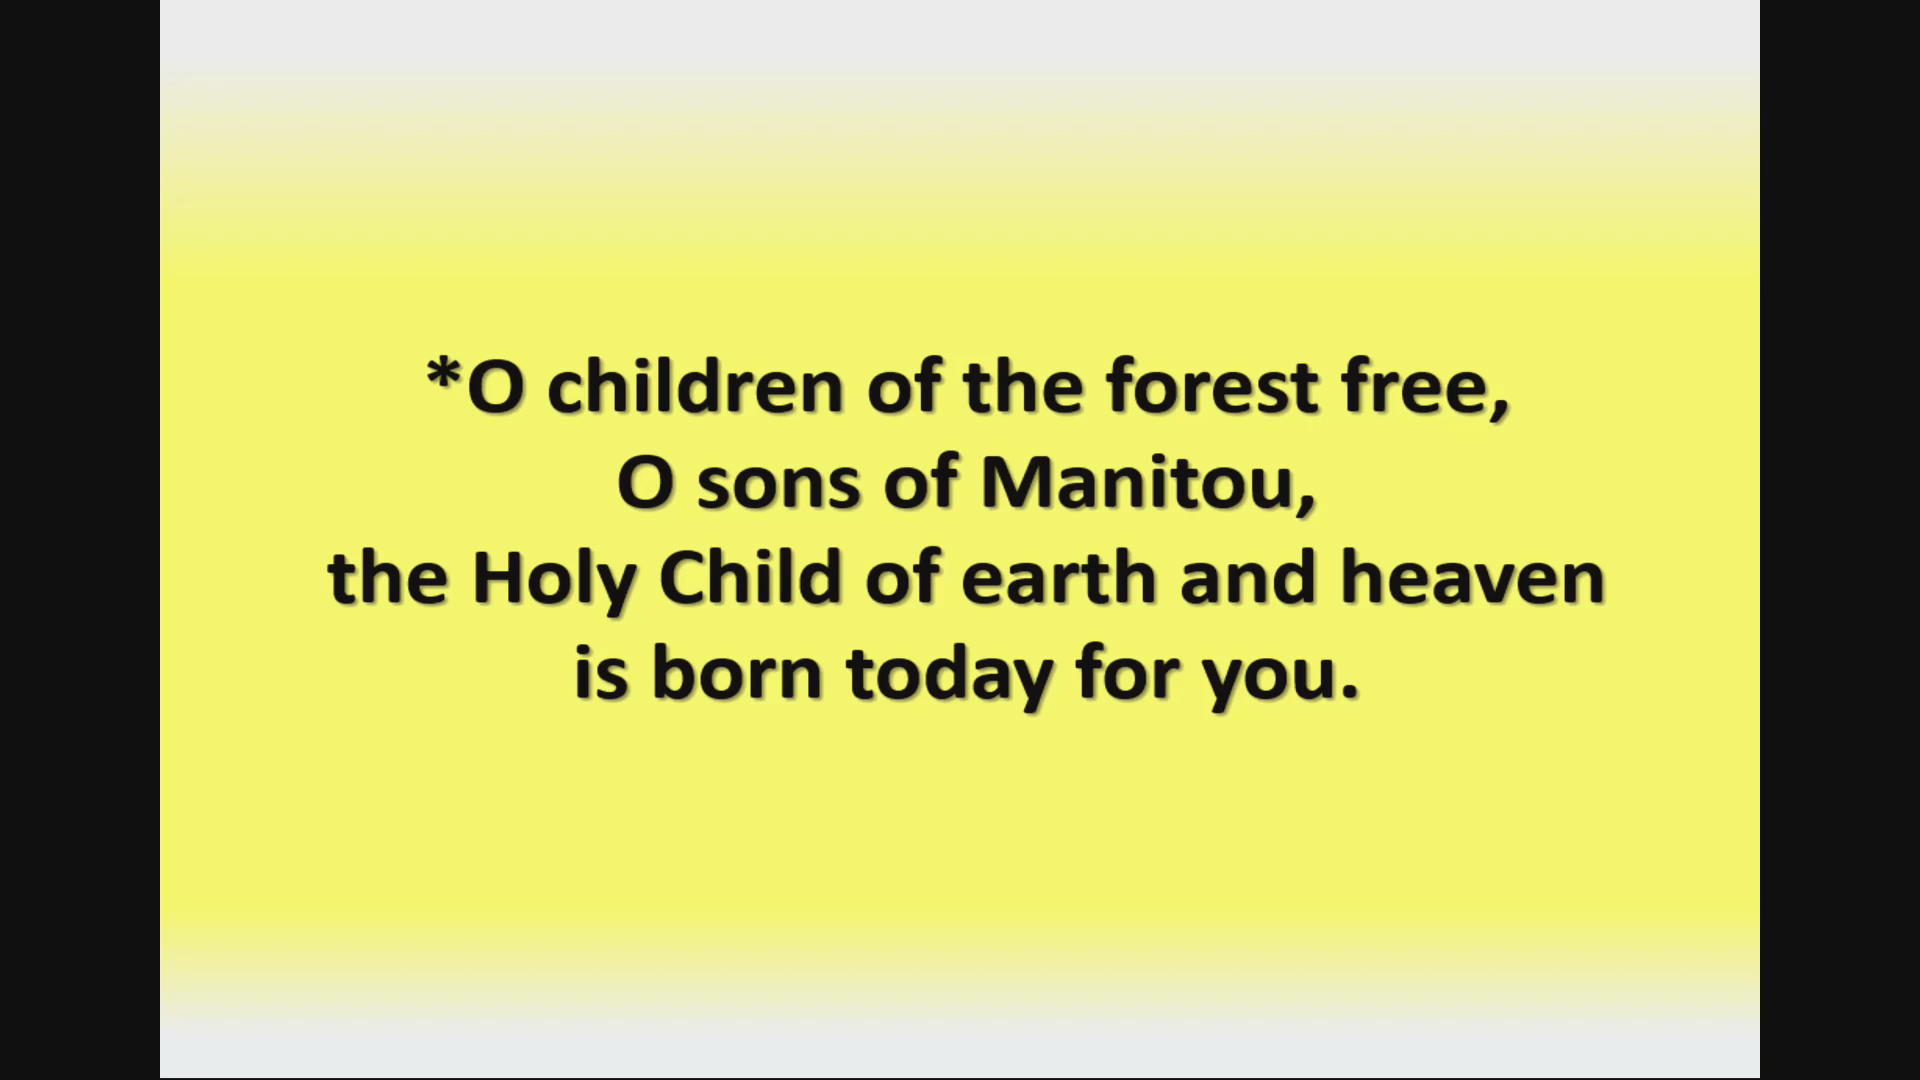 *O children of the forest free,
O sons of Manitou,
the Holy Child of earth and heaven
is born today for you.